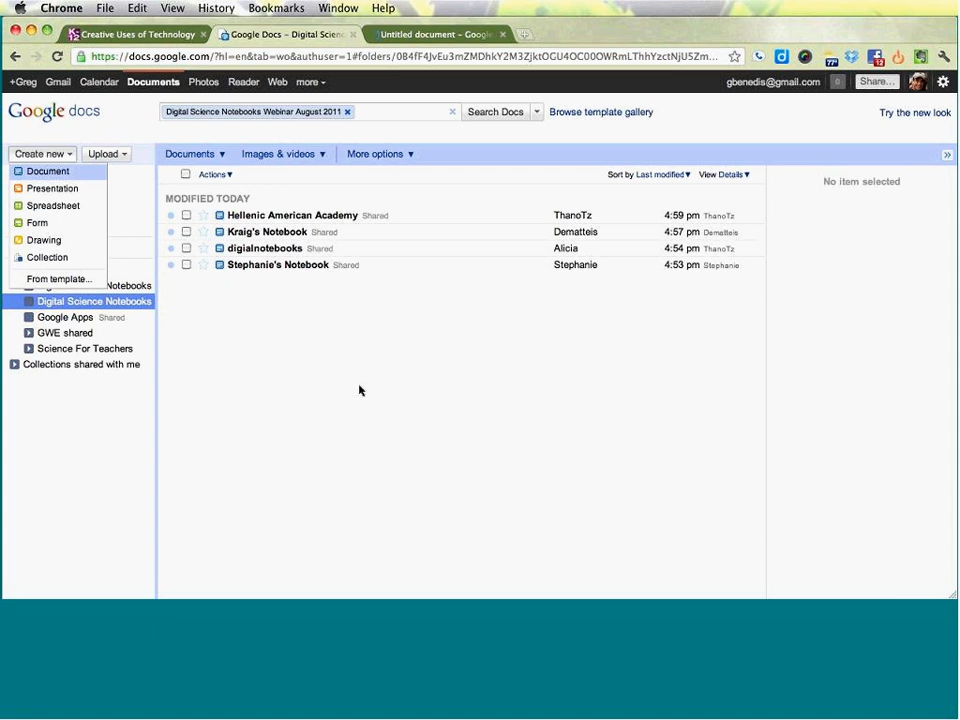 Chrome File Edit View History Bookmarks Window Help
Creative Uses of Technology Google Docs – Digital Scienc Untitled document – Google
https://docs.google.com/?hl=en&tab=wo&authuser=1#folders/
+Greg Gmail Calendar Documents Photos Reader Web more gbenedis@gmail.com 0 Share...
Google docs Digital Science Notebooks Webinar August 2011 Search Docs Browse template gallery Try the new look
Create new Upload Documents Images & videos More options
Document Actions Sort by Last modified View Details
Presentation No item selected
Spreadsheet MODIFIED TODAY
Form Hellenic American Academy Shared ThanoTz 4:59 pm ThanoTz
Drawing Kraig's Notebook Shared Dematteis 4:57 pm Dematteis
Collection digialnotebooks Shared Alicia 4:54 pm ThanoTz
Stephanie's Notebook Shared Stephanie 4:53 pm Stephanie
From template...
Notebooks
Digital Science Notebooks
Google Apps Shared
GWE shared
Science For Teachers
Collections shared with me